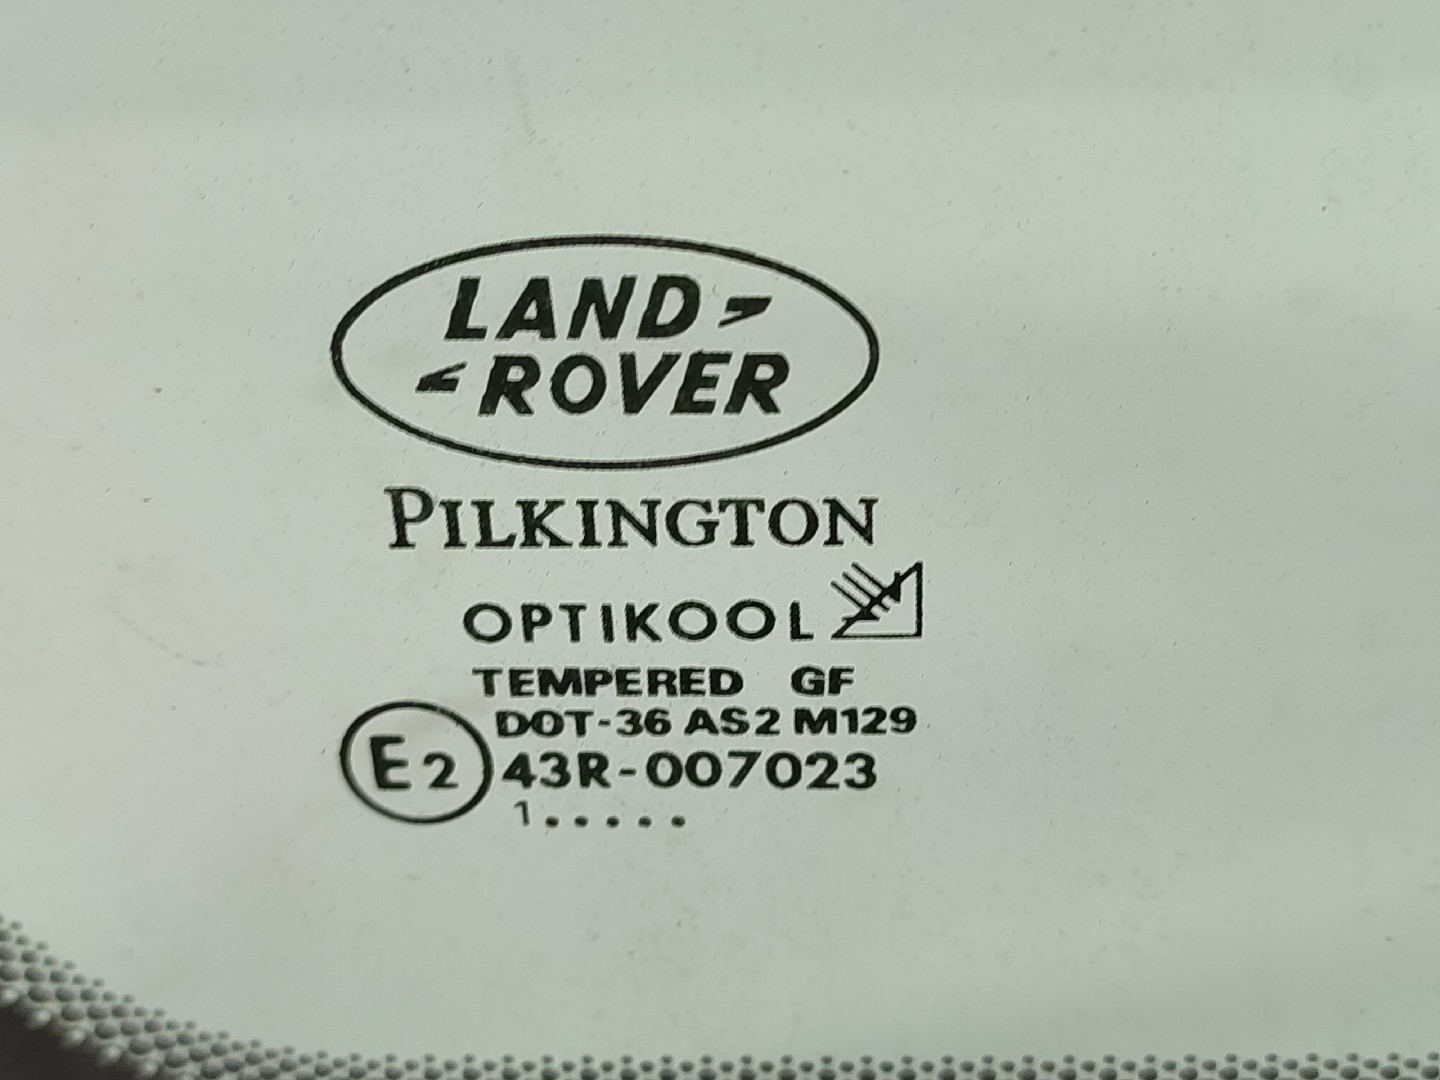 LAND
ROVER
PILKINGTON
OPTIKOOL
TEMPERED GF
DOT-36 AS2 M129
E2 43R-007023
1.....